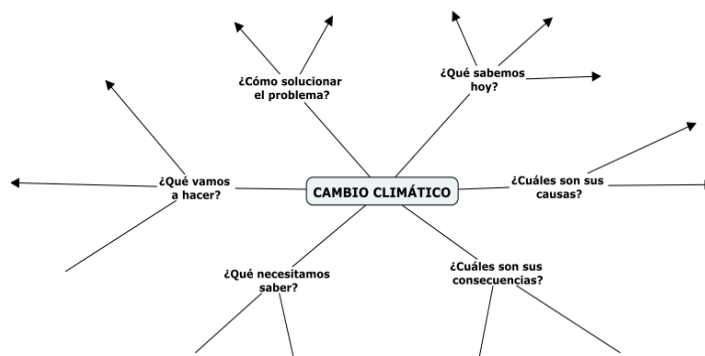 ¿Cómo solucionar
el problema?
¿Qué sabemos
hoy?
¿Qué vamos
a hacer?
CAMBIO CLIMÁTICO
¿Cuáles son sus
causas?
¿Qué necesitamos
saber?
¿Cuáles son sus
consecuencias?